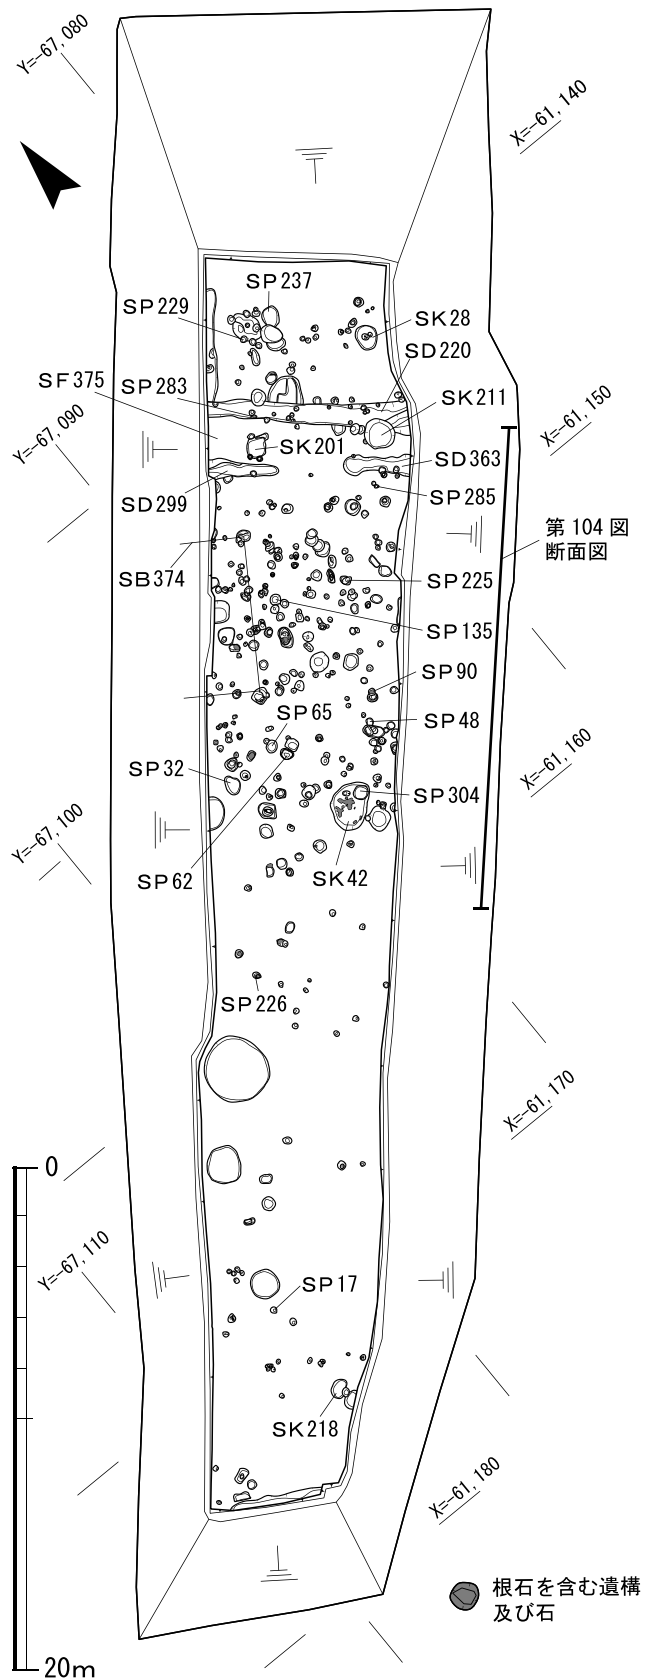 Y=-67, 080
X=-61, 140
SP237
SP229
SK28
SD220
SF375
SP283
SK211
Y=-67, 090
X=-61, 150
SK201
SD363
SD299
SP285
第 104 図
断面図
SB374
SP225
SP135
SP90
SP65
SP48
X=-61, 160
SP32
SP304
Y=-67, 100
SP62
SK42
SP226
X=-61, 170
0
Y=-67, 110
SP17
SK218
X=-61, 180
根石を含む遺構
及び石
20m